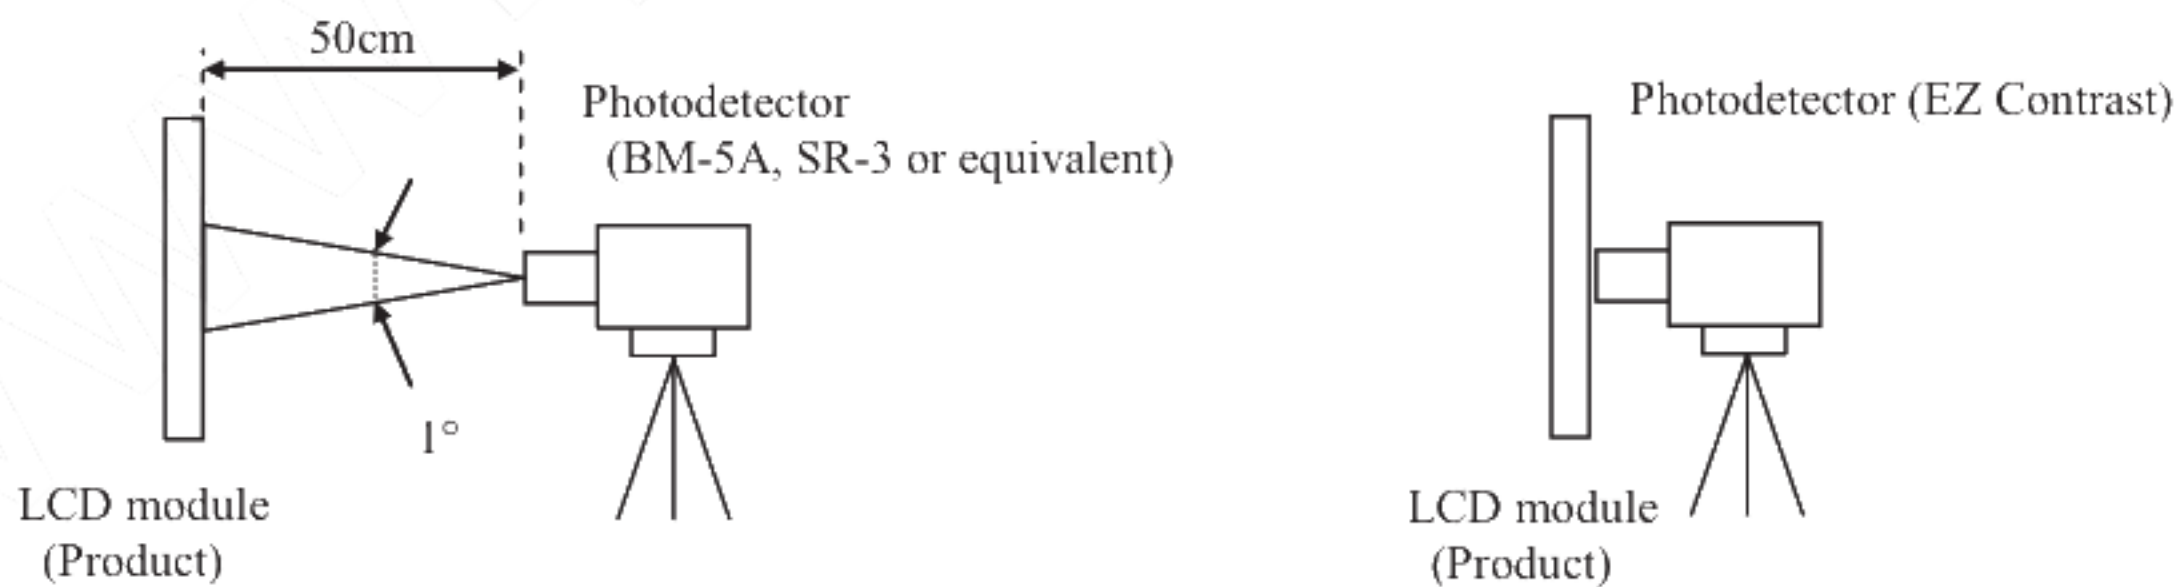 50cm
Photodetector
(BM-5A, SR-3 or equivalent)
1°
LCD module
(Product)
Photodetector (EZ Contrast)
LCD module
(Product)